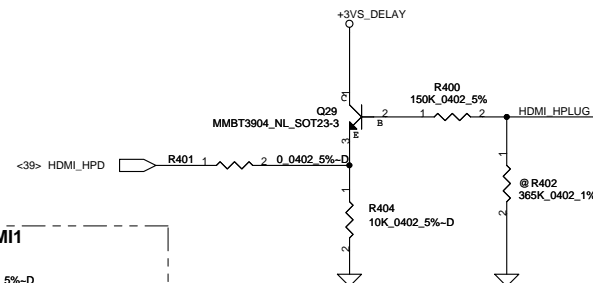 +3VS_DELAY
C
1
Q29
MMBT3904_NL_SOT23-3
2
B
E
3
R400
150K_0402_5%
1
2
HDMI_HPLUG
<39> HDMI_HPD
R401
1
2
0_0402_5%~D
1
R404
10K_0402_5%~D
2
1
@ R402
365K_0402_1%
2
MI1
5%~D